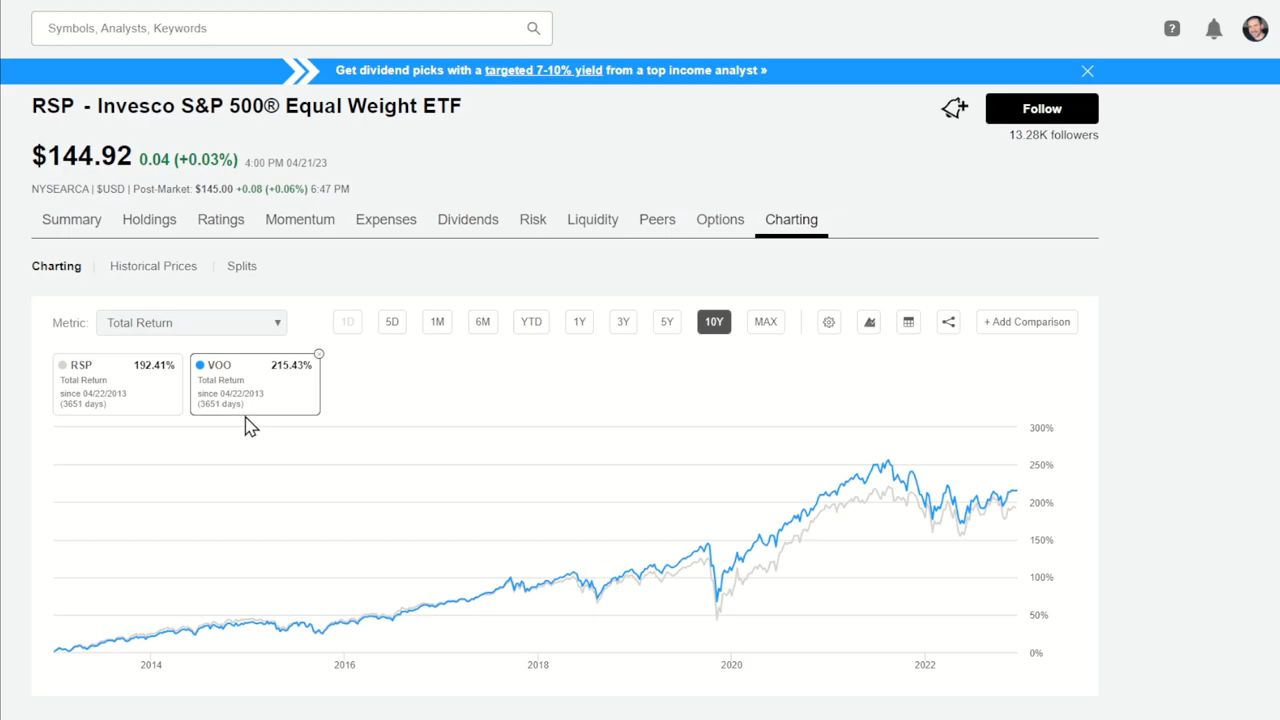 Symbols, Analysts, Keywords
?
Get dividend picks with a targeted 7-10% yield from a top income analyst »
RSP - Invesco S&P 500® Equal Weight ETF
Follow
13.28K followers
$144.92 0.04 (+0.03%) 4:00 PM 04/21/23
NYSEARCA | $USD | Post-Market: $145.00 +0.08 (+0.06%) 6:47 PM
Summary Holdings Ratings Momentum Expenses Dividends Risk Liquidity Peers Options Charting
Charting Historical Prices Splits
Metric: Total Return 1D 5D 1M 6M YTD 1Y 3Y 5Y 10Y MAX + Add Comparison
RSP 192.41%
Total Return
since 04/22/2013
(3651 days)
VOO 215.43%
Total Return
since 04/22/2013
(3651 days)
300%
250%
200%
150%
100%
50%
0%
2014 2016 2018 2020 2022